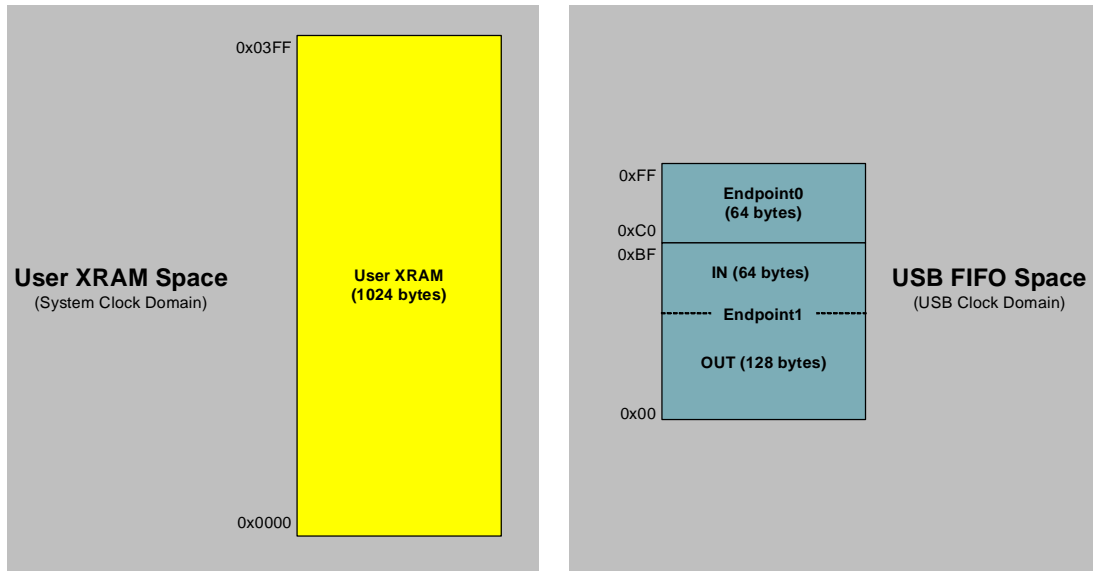 0x03FF
User XRAM Space
(System Clock Domain)
User XRAM
(1024 bytes)
0x0000
0xFF
Endpoint0
(64 bytes)
0xC0
0xBF
IN (64 bytes)
Endpoint1
OUT (128 bytes)
0x00
USB FIFO Space
(USB Clock Domain)